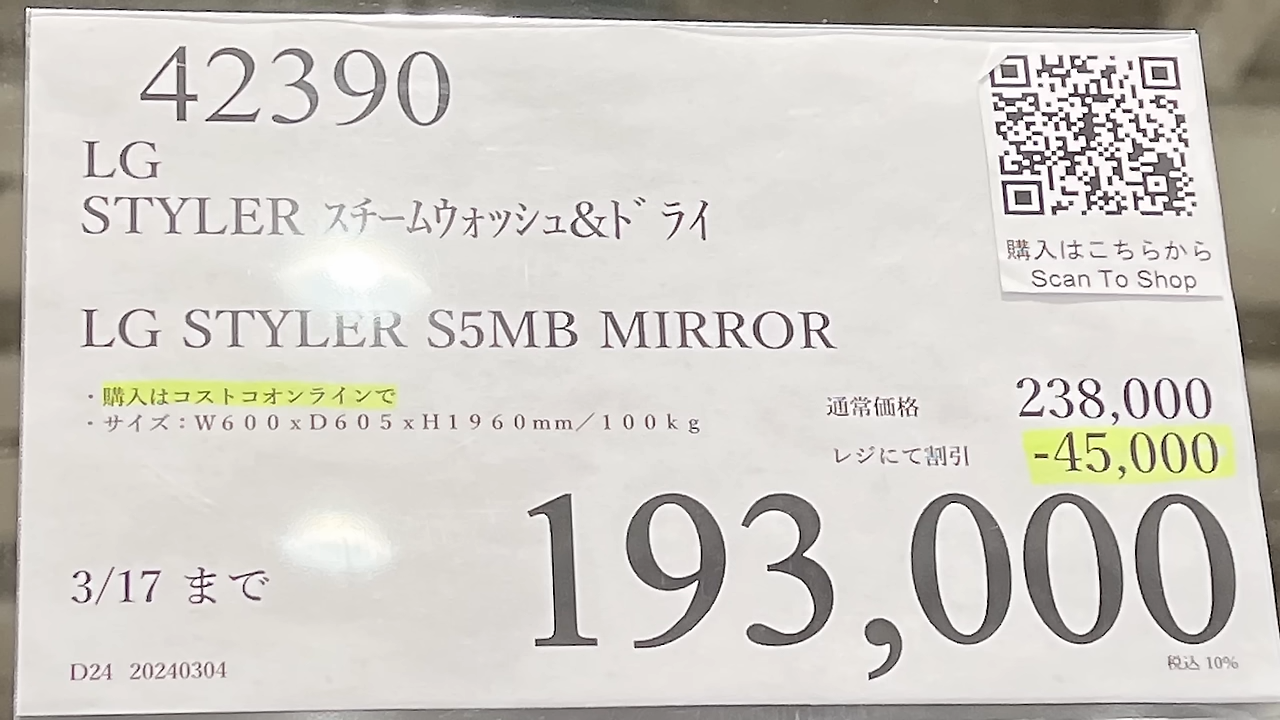 42390
LG
STYLER スチームウォッシュ&ドライ
購入はこちらから
Scan To Shop
LG STYLER S5MB MIRROR
・購入はコストコオンラインで
・サイズ：W600xD605xH1960mm／100kg
通常価格 238,000
レジにて割引 -45,000
193,000
3/17 まで
税込 10%
D24 20240304